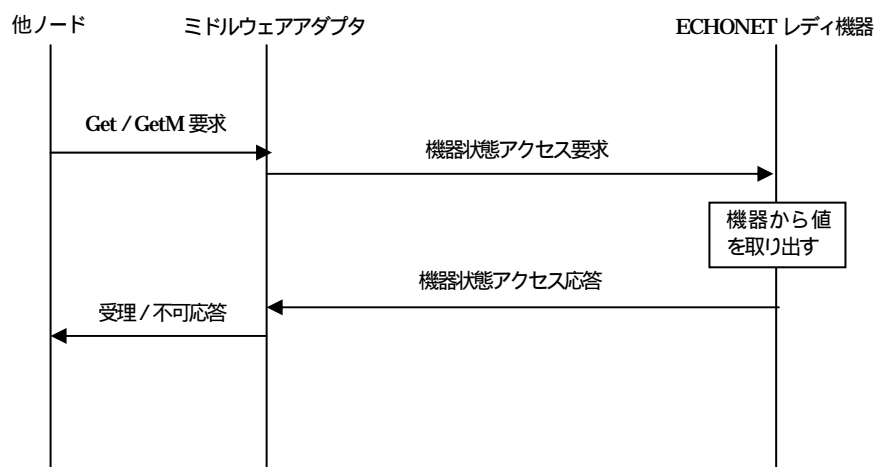 他ノード
ミドルウェアアダプタ
ECHONET レディ機器
Get / GetM 要求
機器状態アクセス要求
機器から値
を取り出す
機器状態アクセス応答
受理 / 不可応答